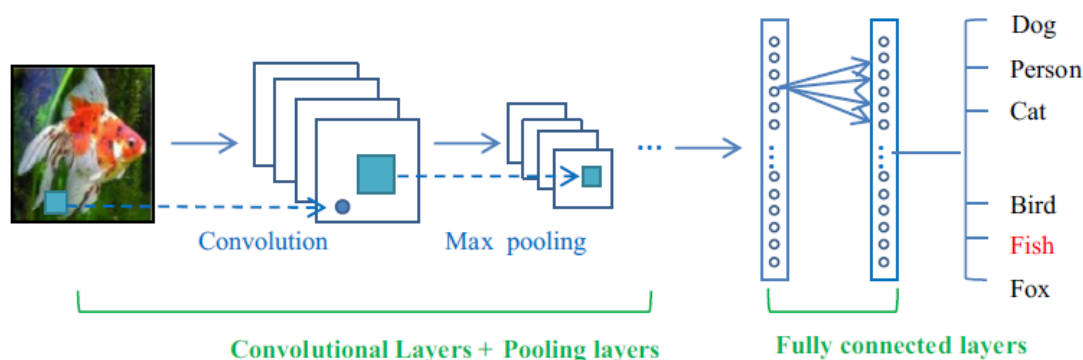 Dog
Person
Cat
...
Bird
Fish
Fox
Convolution
Max pooling
Convolutional Layers + Pooling layers
Fully connected layers